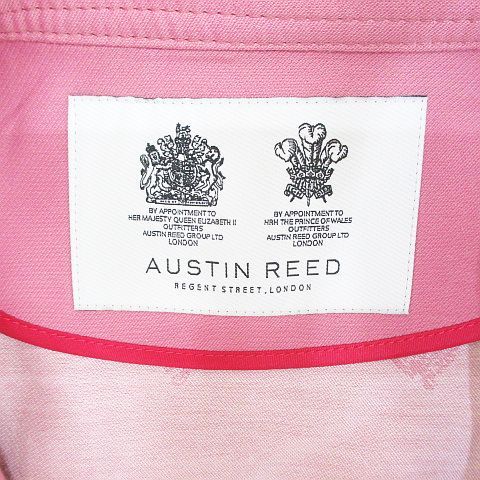 BY APPOINTMENT TO
HER MAJESTY QUEEN ELIZABETH II
OUTFITTERS
AUSTIN REED GROUP LTD
LONDON
BY APPOINTMENT TO
HRH THE PRINCE OF WALES
OUTFITTERS
AUSTIN REED GROUP LTD
LONDON
AUSTIN REED
REGENT STREET, LONDON